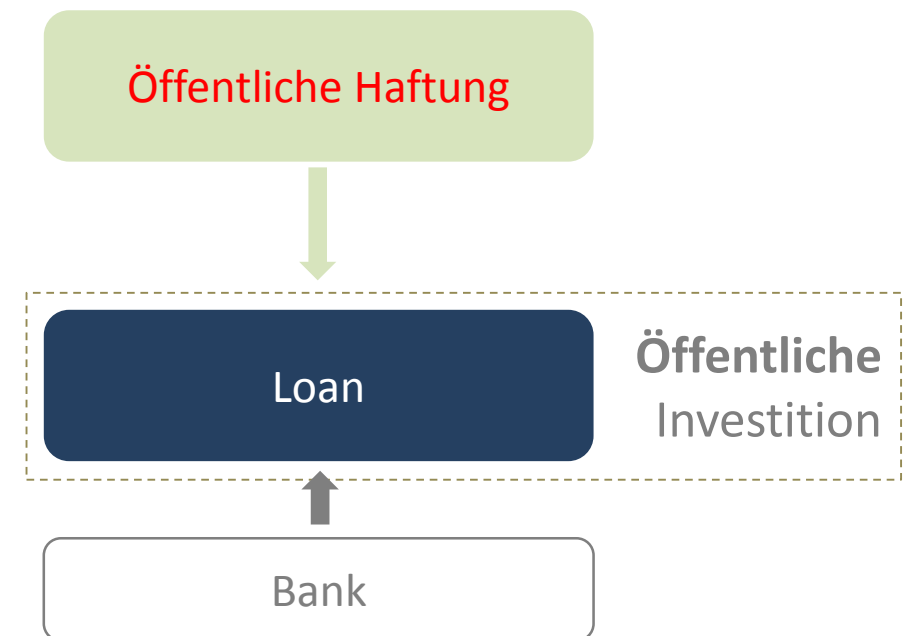 Öffentliche Haftung
Loan
Öffentliche
Investition
Bank